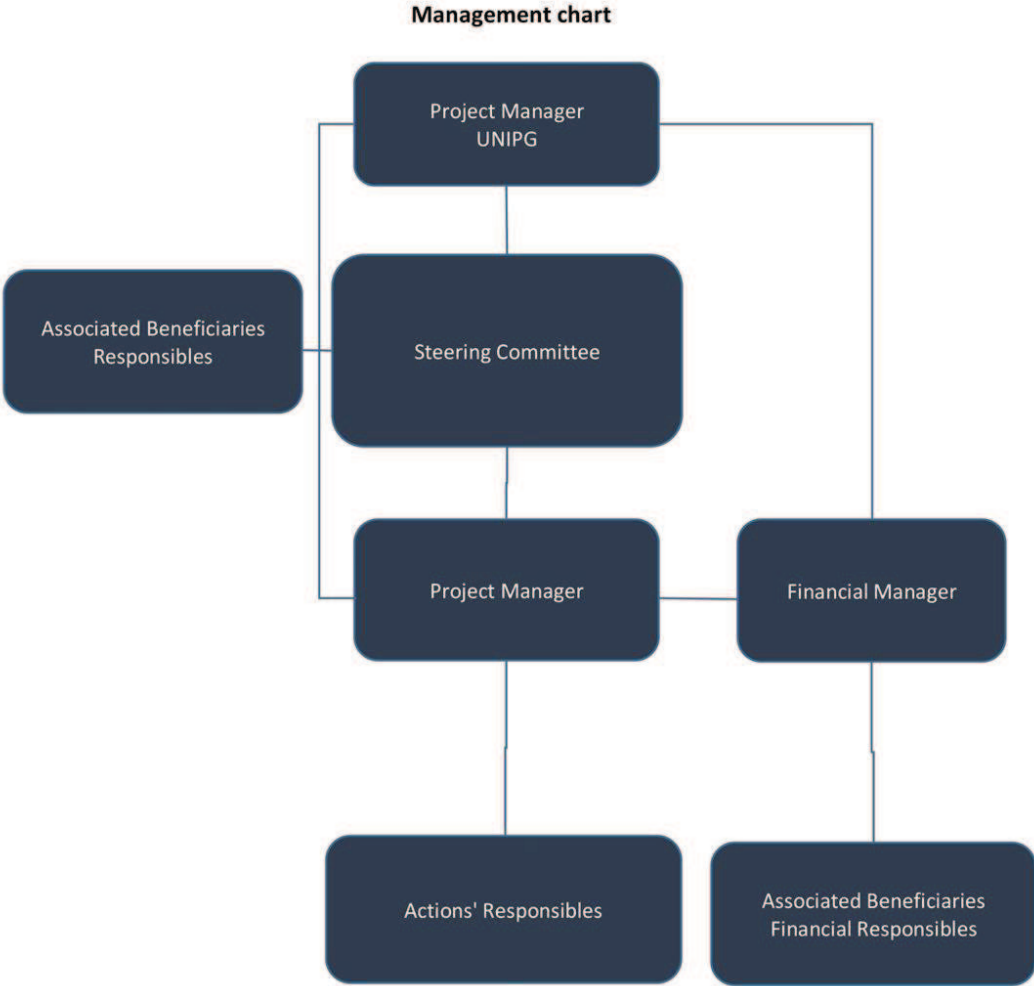 Management chart
Project Manager
UNIPG
Associated Beneficiaries
Responsibles
Steering Committee
Project Manager
Financial Manager
Actions' Responsibles
Associated Beneficiaries
Financial Responsibles